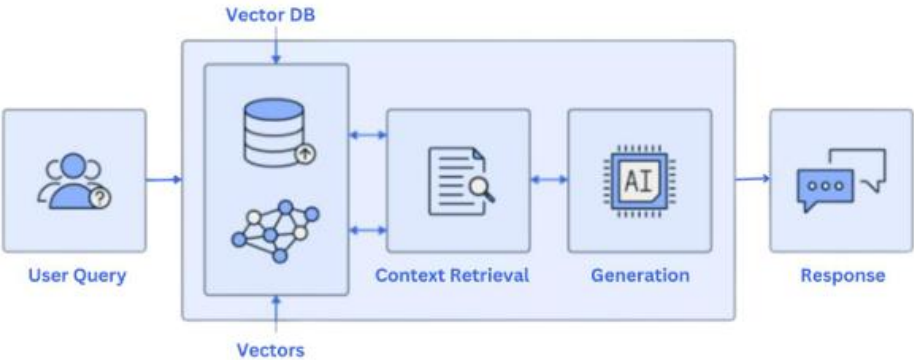 Vector DB
?
AI
User Query
Context Retrieval
Generation
Response
Vectors